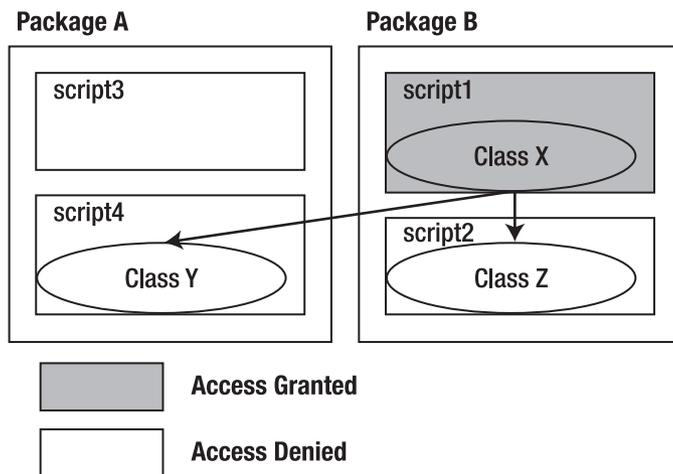 Package A
Package B
script3
script1
Class X
script4
script2
Class Y
Class Z
Access Granted
Access Denied